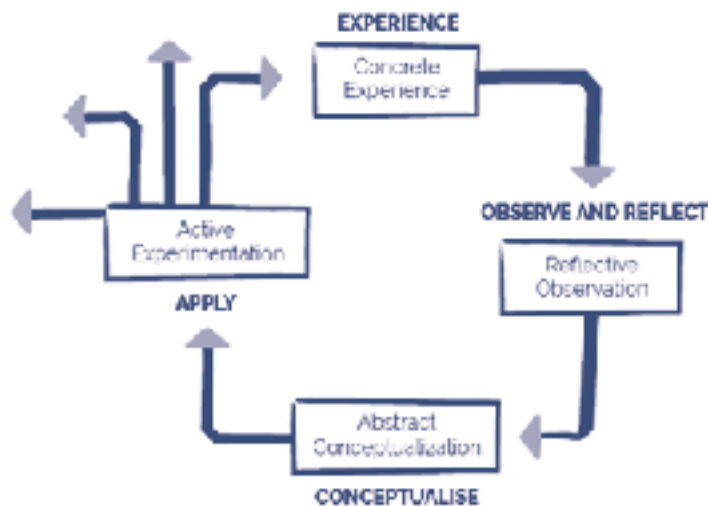 EXPERIENCE
Concrete
Experience
OBSERVE AND REFLECT
Reflective
Observation
Active
Experimentation
APPLY
Abstract
Conceptualization
CONCEPTUALISE